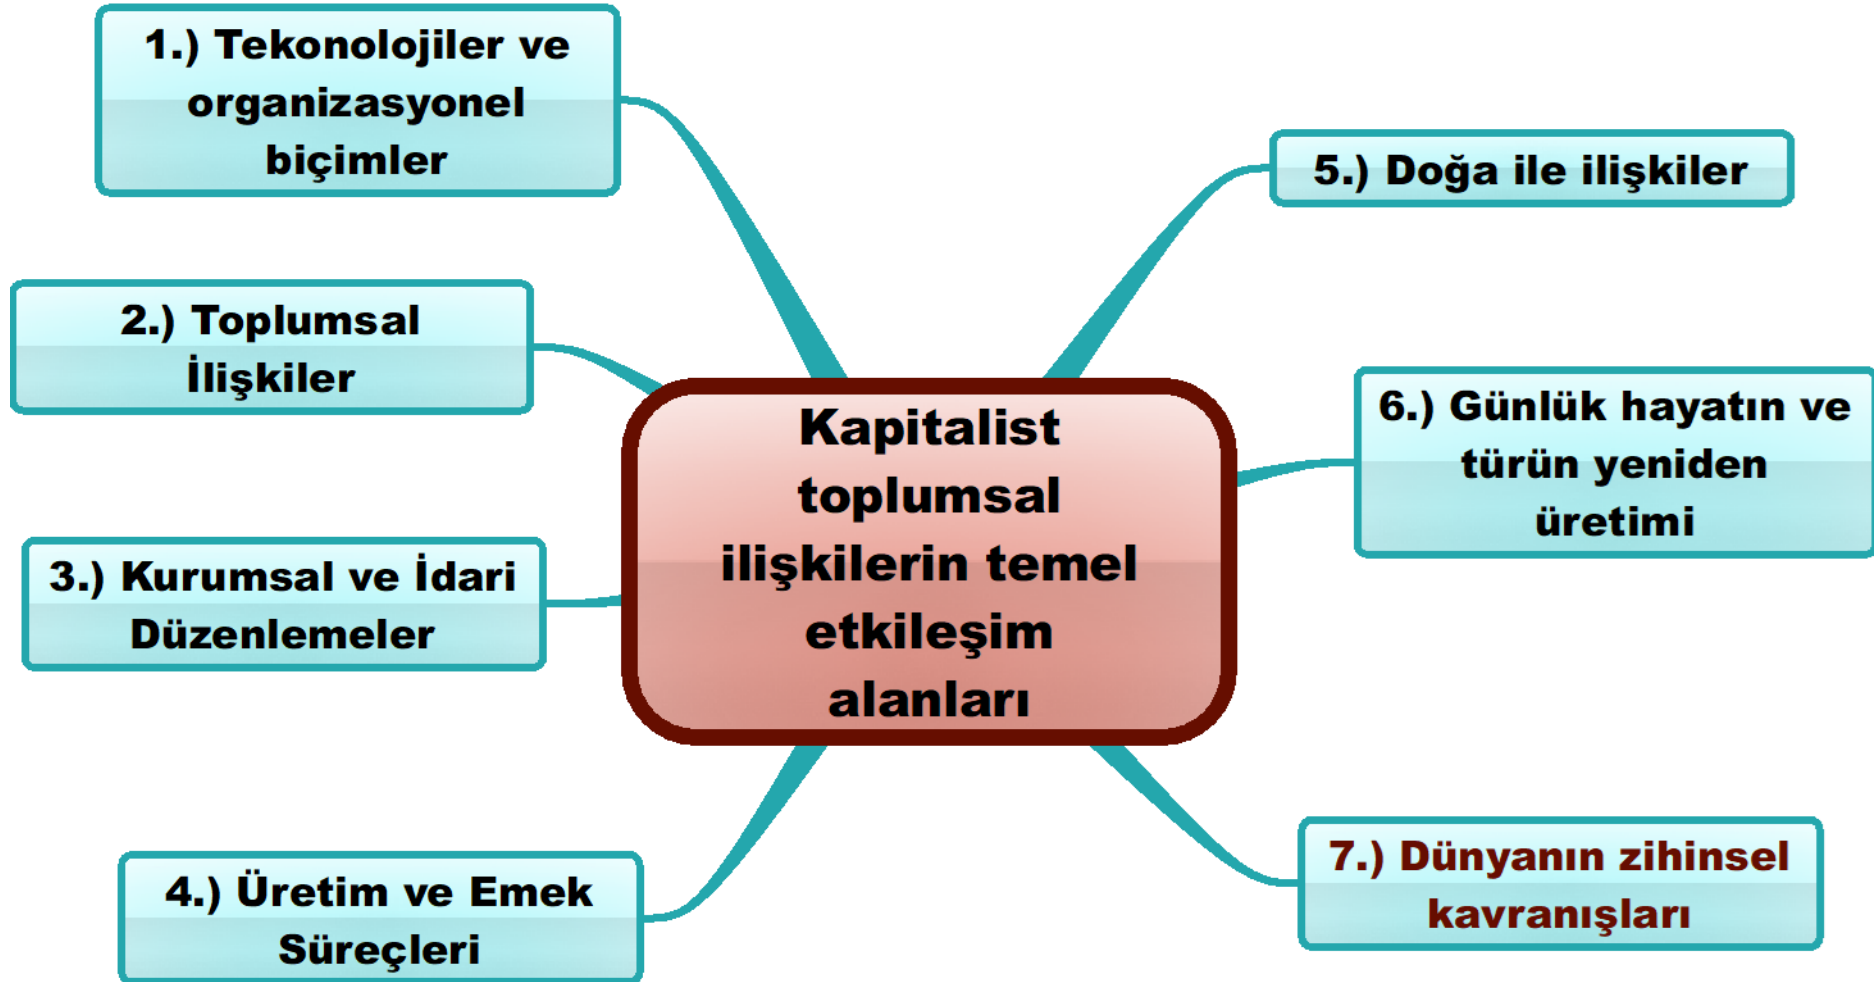 1.) Tekonolojiler ve
organizasyonel
biçimler
2.) Toplumsal
İlişkiler
3.) Kurumsal ve İdari
Düzenlemeler
4.) Üretim ve Emek
Süreçleri
Kapitalist
toplumsal
ilişkilerin temel
etkileşim
alanları
5.) Doğa ile ilişkiler
6.) Günlük hayatın ve
türün yeniden
üretimi
7.) Dünyanın zihinsel
kavranışları